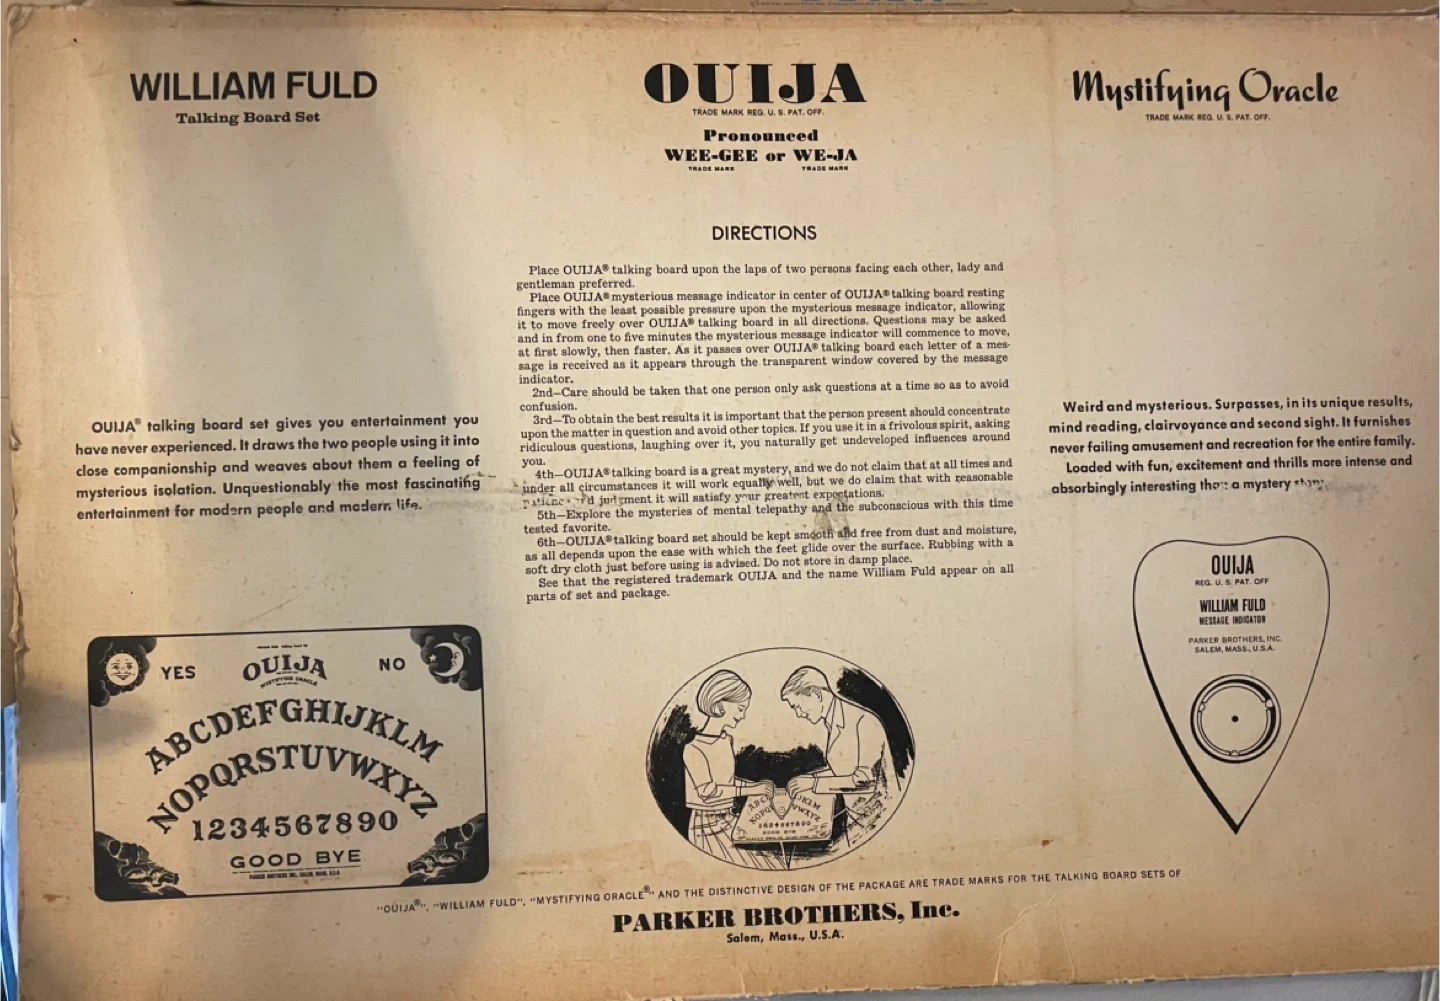 WILLIAM FULD
Talking Board Set
OUIJA
TRADE MARK REG. U. S. PAT. OFF.
Pronounced
WEE-GEE or WE-JA
TRADE MARK TRADE MARK
Mystifying Oracle
TRADE MARK REG. U. S. PAT. OFF.
DIRECTIONS
Place OUIJA® talking board upon the laps of two persons facing each other, lady and
gentleman preferred.
Place OUIJA® mysterious message indicator in center of OUIJA® talking board resting
fingers with the least possible pressure upon the mysterious message indicator, allowing
it to move freely over OUIJA® talking board in all directions. Questions may be asked
and in from one to five minutes the mysterious message indicator will commence to move,
at first slowly, then faster. As it passes over OUIJA® talking board each letter of a mes-
sage is received as it appears through the transparent window covered by the message
indicator.
2nd—Care should be taken that one person only ask questions at a time so as to avoid
confusion.
3rd—To obtain the best results it is important that the person present should concentrate
upon the matter in question and avoid other topics. If you use it in a frivolous spirit, asking
ridiculous questions, laughing over it, you naturally get undeveloped influences around
you.
4th—OUIJA® talking board is a great mystery, and we do not claim that at all times and
under all circumstances it will work equally well, but we do claim that with reasonable
judgment it will satisfy your greatest expectations.
5th—Explore the mysteries of mental telepathy and the subconscious with this time
tested favorite.
6th—OUIJA® talking board set should be kept smooth and free from dust and moisture,
as all depends upon the ease with which the feet glide over the surface. Rubbing with a
soft dry cloth just before using is advised. Do not store in damp place.
See that the registered trademark OUIJA and the name William Fuld appear on all
parts of set and package.
OUIJA® talking board set gives you entertainment you
have never experienced. It draws the two people using it into
close companionship and weaves about them a feeling of
mysterious isolation. Unquestionably the most fascinating
entertainment for modern people and modern life.
Weird and mysterious. Surpasses, in its unique results,
mind reading, clairvoyance and second sight. It furnishes
never failing amusement and recreation for the entire family.
Loaded with fun, excitement and thrills more intense and
absorbingly interesting than a mystery story.
YES
OUIJA
MYSTIFYING ORACLE
NO
ABCDEFGHIJKLM
NOPQRSTUVWXYZ
1234567890
GOOD BYE
PARKER BROTHERS INC. SALEM, MASS. U.S.A.
ABCD JKLM
NOPQ VWXYZ
1234567890
GOOD BYE
OUIJA
REG. U. S. PAT. OFF
WILLIAM FULD
MESSAGE INDICATOR
PARKER BROTHERS, INC.
SALEM, MASS., U.S.A.
"OUIJA®", "WILLIAM FULD", "MYSTIFYING ORACLE®" AND THE DISTINCTIVE DESIGN OF THE PACKAGE ARE TRADE MARKS FOR THE TALKING BOARD SETS OF
PARKER BROTHERS, Inc.
Salem, Mass., U.S.A.